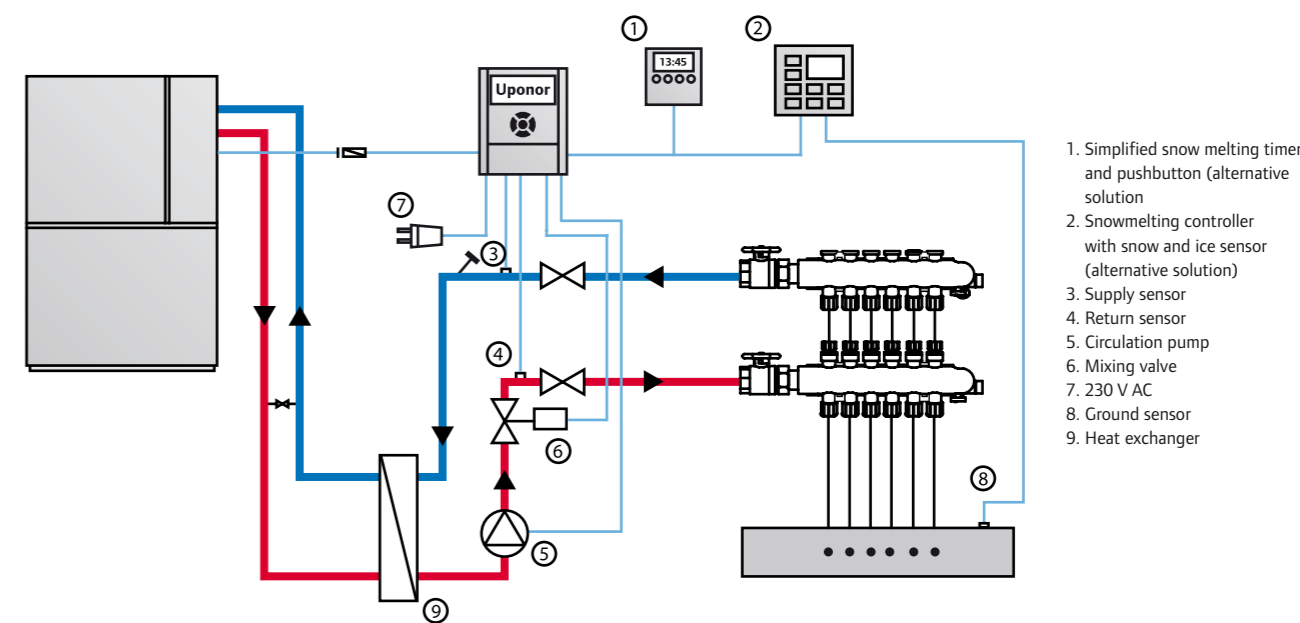 1
2
13:45
Uponor
7
3
4
6
5
8
9
1. Simplified snow melting timer
and pushbutton (alternative
solution
2. Snowmelting controller
with snow and ice sensor
(alternative solution)
3. Supply sensor
4. Return sensor
5. Circulation pump
6. Mixing valve
7. 230 V AC
8. Ground sensor
9. Heat exchanger